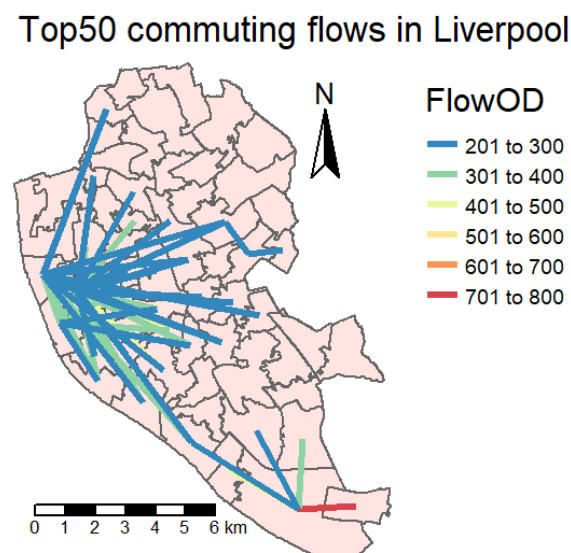 Top50 commuting flows in Liverpool
N
FlowOD
201 to 300
301 to 400
401 to 500
501 to 600
601 to 700
701 to 800
0 1 2 3 4 5 6 km